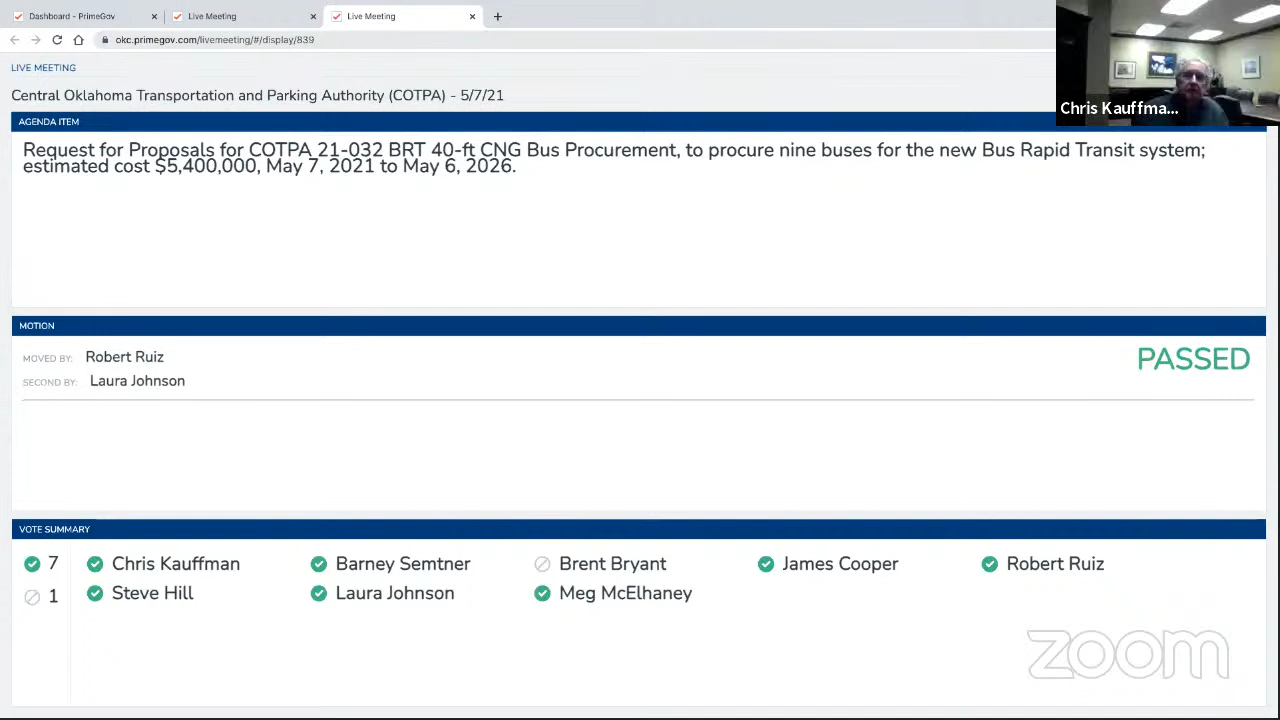 Dashboard - PrimeGov
Live Meeting
Live Meeting
okc.primegov.com/livemeeting/#/display/839
Chris Kauffma...
LIVE MEETING
Central Oklahoma Transportation and Parking Authority (COTPA) - 5/7/21
AGENDA ITEM
Request for Proposals for COTPA 21-032 BRT 40-ft CNG Bus Procurement, to procure nine buses for the new Bus Rapid Transit system;
estimated cost $5,400,000, May 7, 2021 to May 6, 2026.
MOTION
MOVED BY: Robert Ruiz
PASSED
SECOND BY: Laura Johnson
VOTE SUMMARY
7 Chris Kauffman Barney Semtner Brent Bryant James Cooper Robert Ruiz
1 Steve Hill Laura Johnson Meg McElhaney
zoom